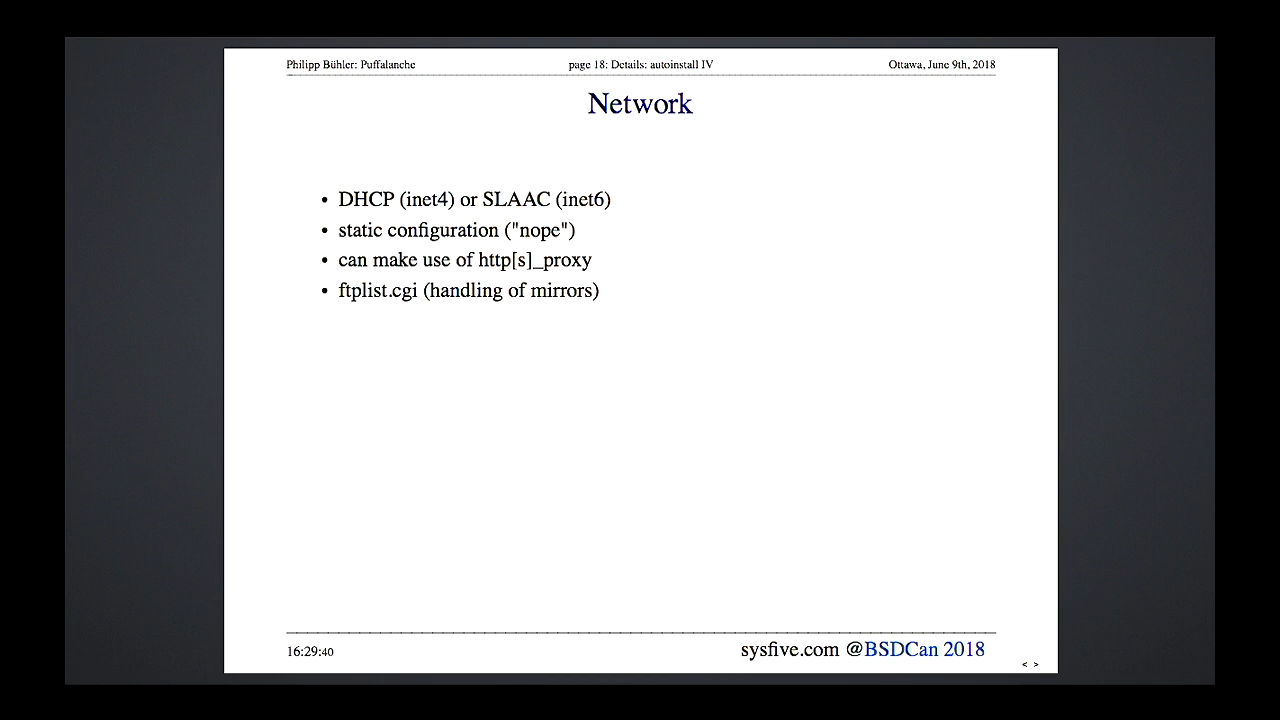 Philipp Bühler: Puffalanche page 18: Details: autoinstall IV Ottawa, June 9th, 2018
Network
• DHCP (inet4) or SLAAC (inet6)
• static configuration ("nope")
• can make use of http[s]_proxy
• ftplist.cgi (handling of mirrors)
16:29:40 sysfive.com @BSDCan 2018
< >